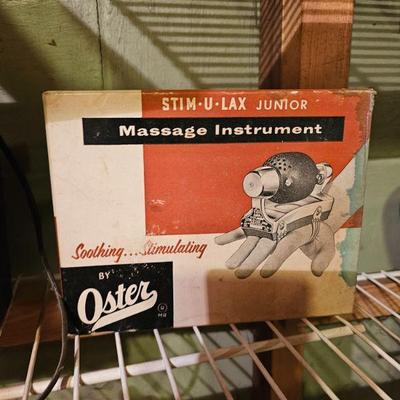 STIM·U·LAX JUNIOR
Massage Instrument
Soothing...Stimulating
BY
Oster